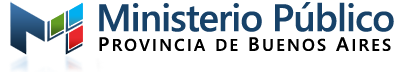 Ministerio Público
PROVINCIA DE BUENOS AIRES